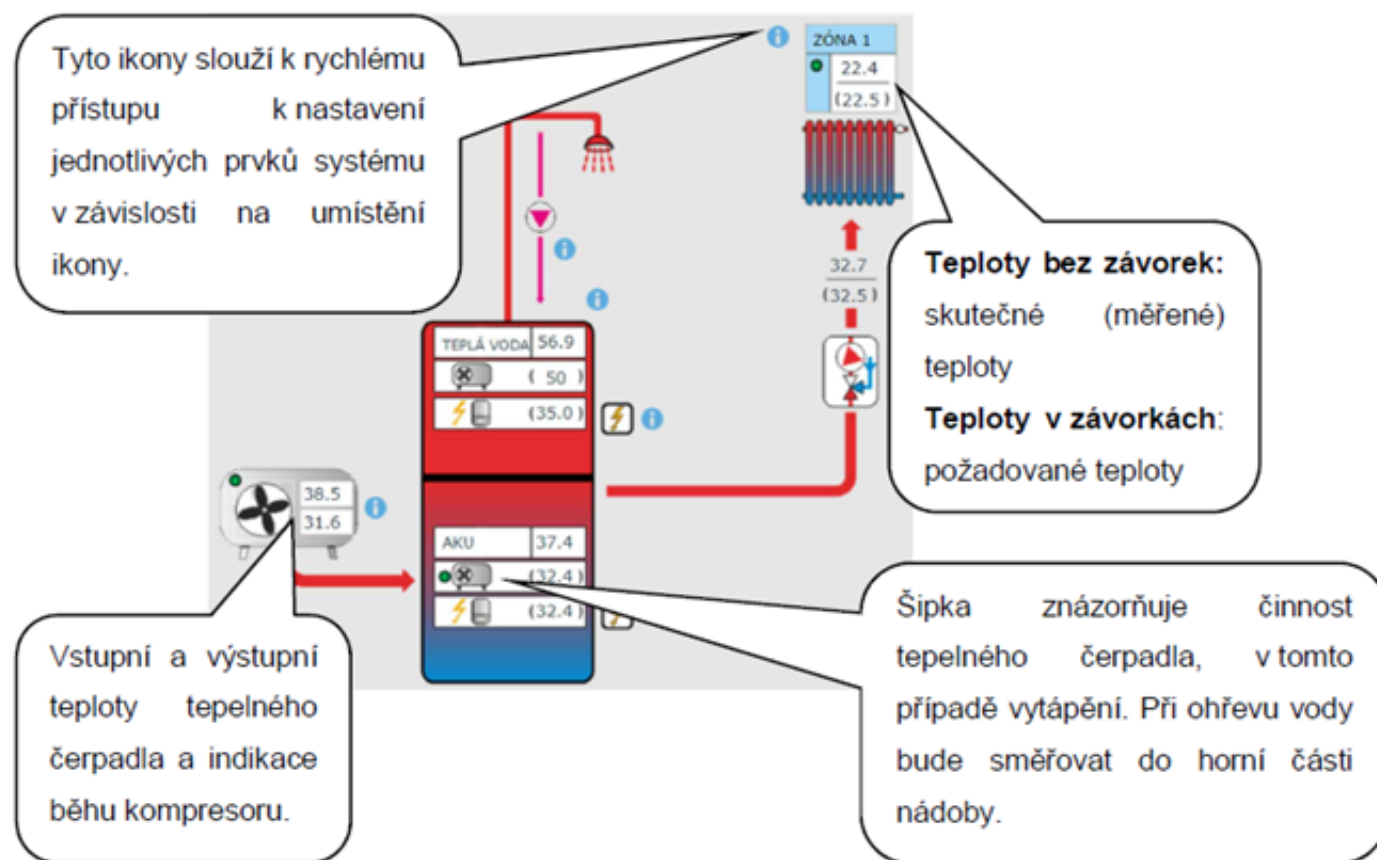 Tyto ikony slouží k rychlému
přístupu k nastavení
jednotlivých prvků systému
v závislosti na umístění
ikony.
ZÓNA 1
22.4
(22.5)
Teploty bez závorek:
skutečné (měřené)
teploty
Teploty v závorkách:
požadované teploty
32.7
(32.5)
TEPLÁ VODA 56.9
( 50 )
(35.0)
38.5
31.6
AKU 37.4
(32.4)
(32.4)
Vstupní a výstupní
teploty tepelného
čerpadla a indikace
běhu kompresoru.
Šipka znázorňuje činnost
tepelného čerpadla, v tomto
případě vytápění. Při ohřevu vody
bude směřovat do horní části
nádoby.